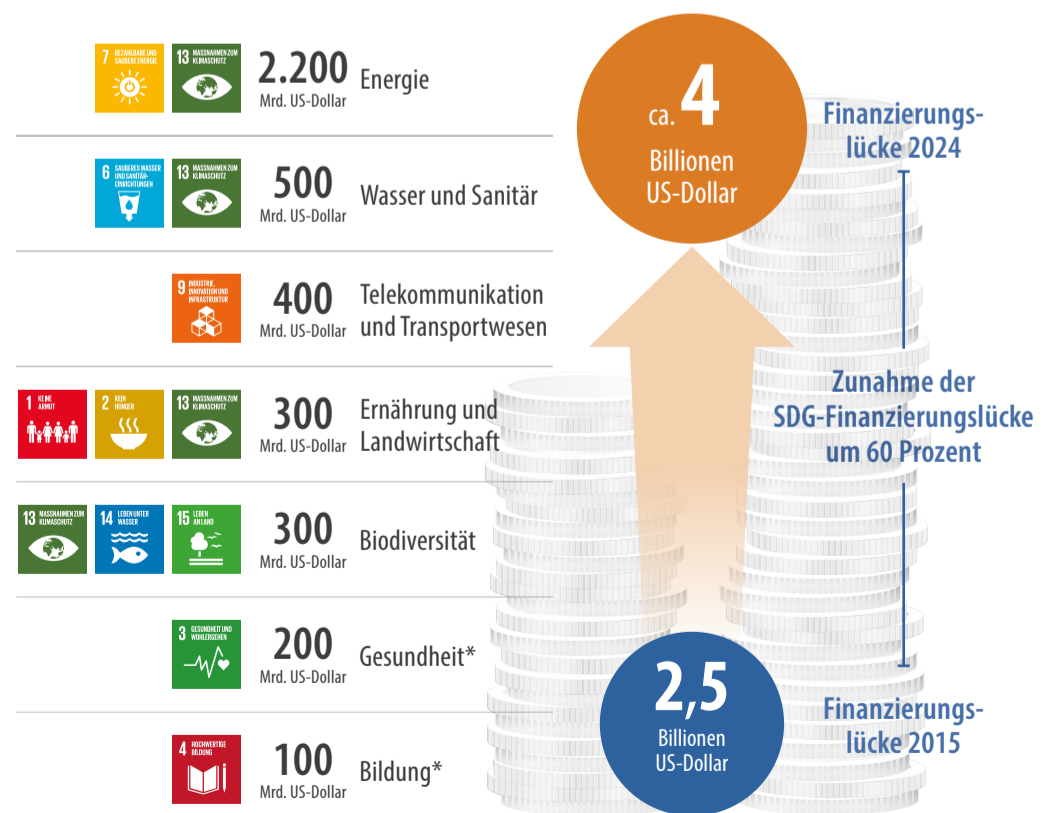 7 BEZAHLBARE UND
SAUBERE ENERGIE
13 MASSNAHMEN ZUM
KLIMASCHUTZ
2.200
Mrd. US-Dollar
Energie
6 SAUBERES WASSER
UND SANITÄR-
EINRICHTUNGEN
13 MASSNAHMEN ZUM
KLIMASCHUTZ
500
Mrd. US-Dollar
Wasser und Sanitär
9 INDUSTRIE,
INNOVATION UND
INFRASTRUKTUR
400
Mrd. US-Dollar
Telekommunikation
und Transportwesen
1 KEINE
ARMUT
2 KEIN
HUNGER
13 MASSNAHMEN ZUM
KLIMASCHUTZ
300
Mrd. US-Dollar
Ernährung und
Landwirtschaft
13 MASSNAHMEN ZUM
KLIMASCHUTZ
14 LEBEN UNTER
WASSER
15 LEBEN
AN LAND
300
Mrd. US-Dollar
Biodiversität
3 GESUNDHEIT UND
WOHLERGEHEN
200
Mrd. US-Dollar
Gesundheit*
4 HOCHWERTIGE
BILDUNG
100
Mrd. US-Dollar
Bildung*
ca. 4
Billionen
US-Dollar
Finanzierungs-
lücke 2024
Zunahme der
SDG-Finanzierungslücke
um 60 Prozent
2,5
Billionen
US-Dollar
Finanzierungs-
lücke 2015